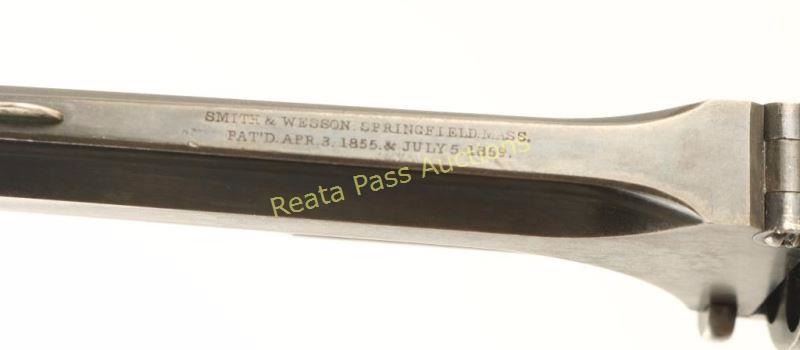 SMITH & WESSON. SPRINGFIELD. MASS.
PAT'D. APR. 3. 1855. & JULY 5. 1859.
Reata Pass Auctions